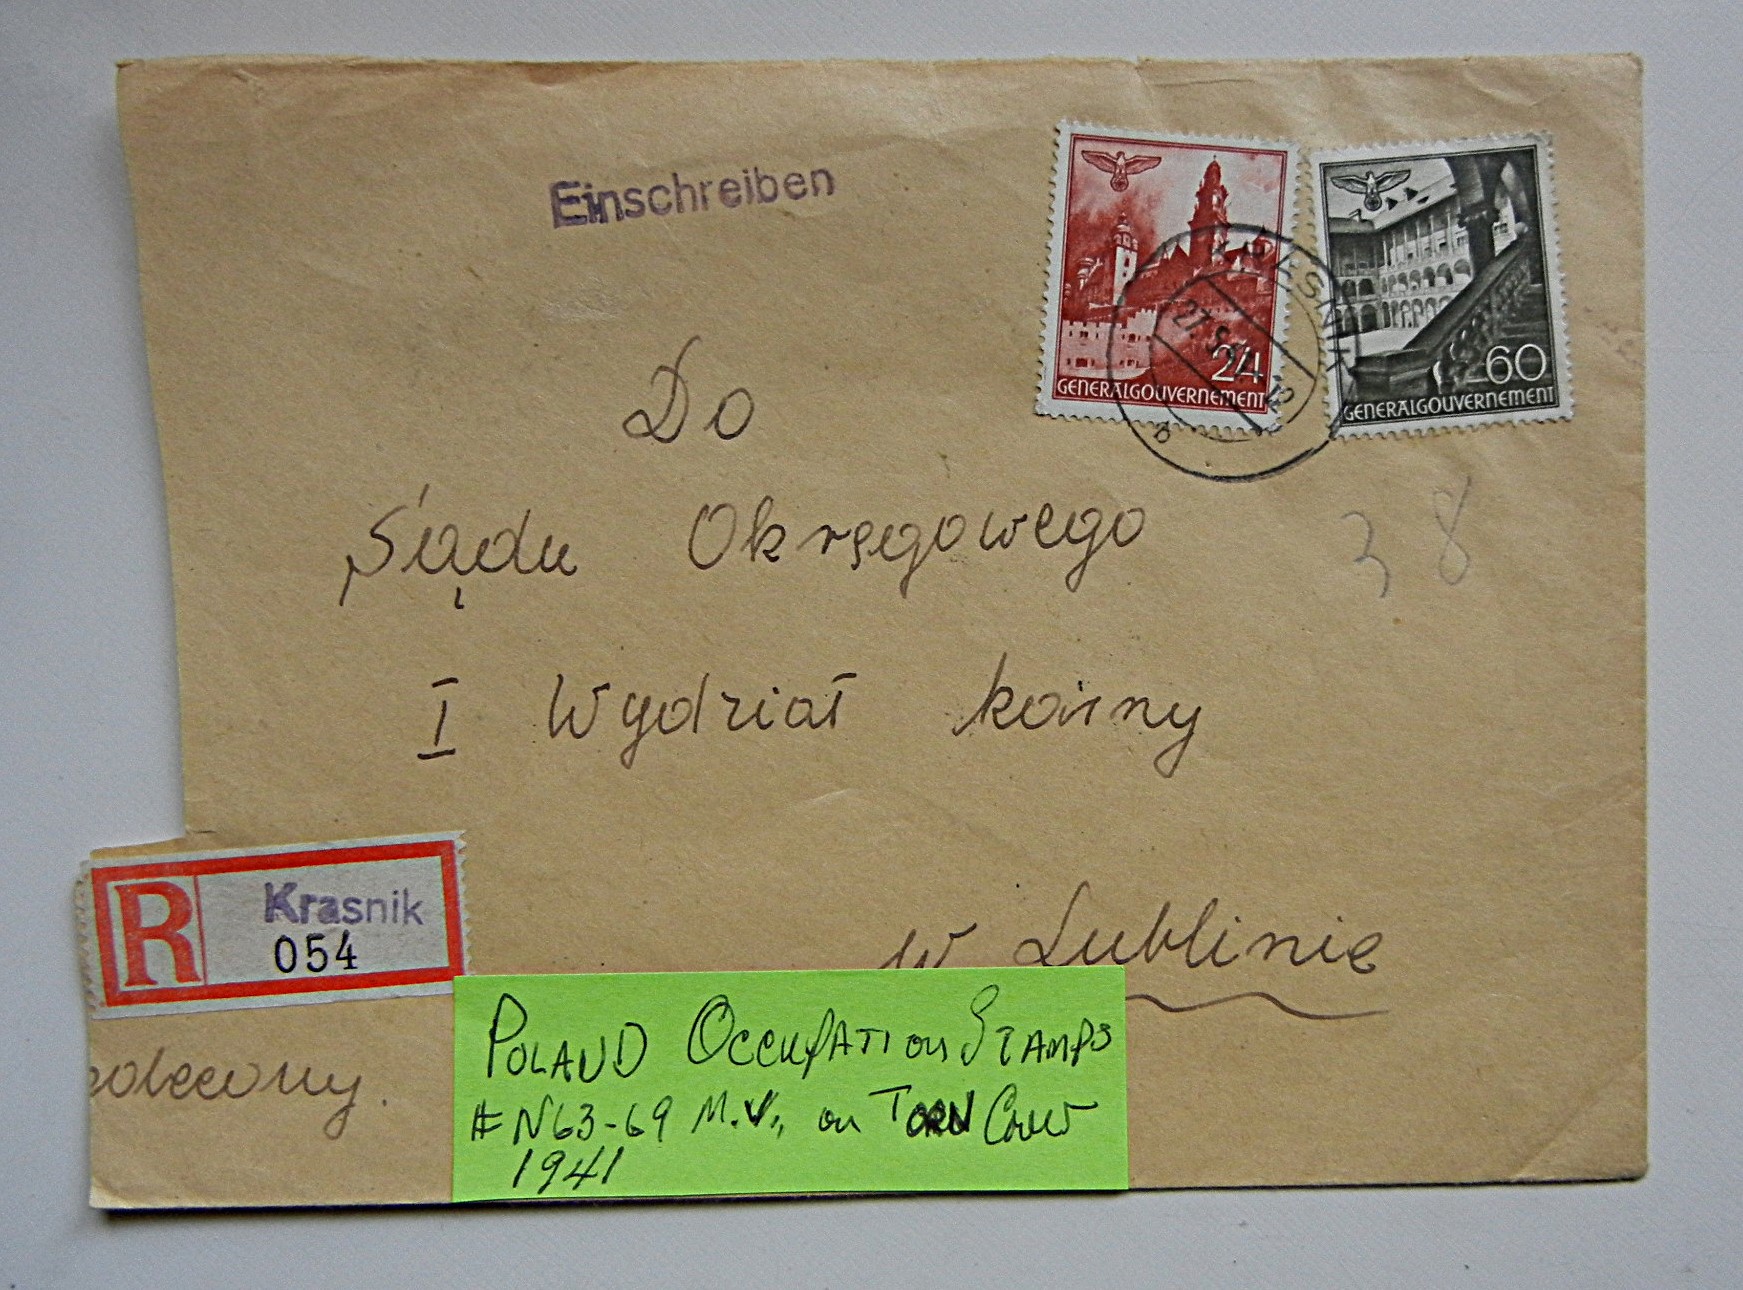 Einschreiben
24
GENERALGOUVERNEMENT
60
GENERALGOUVERNEMENT
KRASNIK
Do
Sądu Okręgowego
38
I Wydział karny
w Lublinie
R Krasnik
054
POLAND OCCUPATION STAMPS
# N63-69 M.V., on TORN Cover
1941